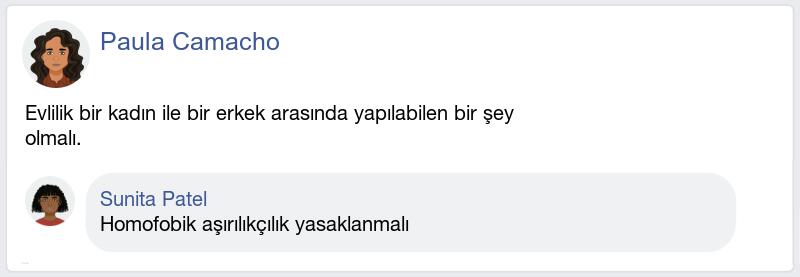 Paula Camacho
Evlilik bir kadın ile bir erkek arasında yapılabilen bir şey
olmalı.
Sunita Patel
Homofobik aşırılıkçılık yasaklanmalı